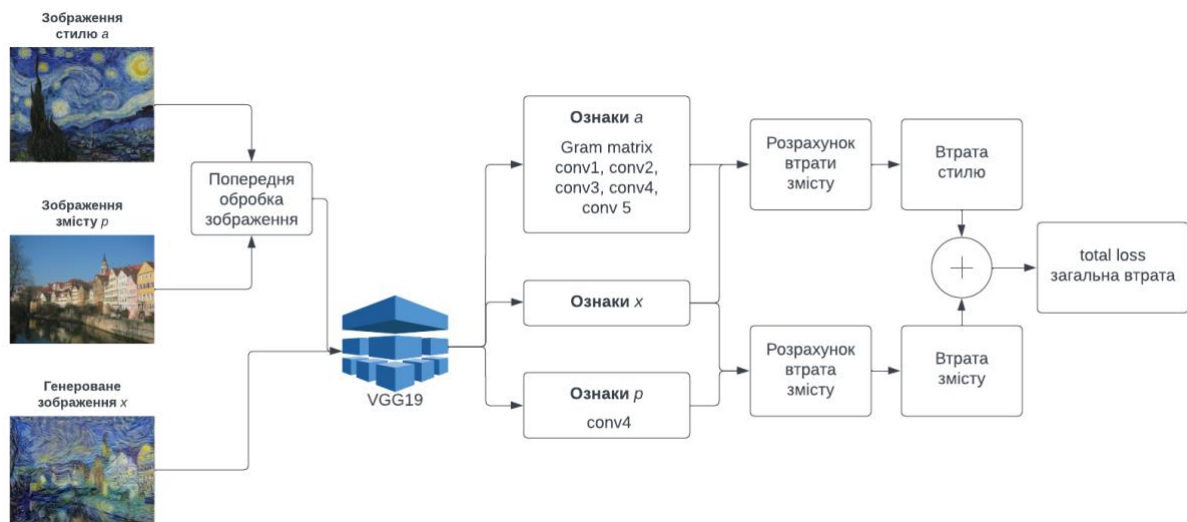 Зображення
стилю a
Зображення
змісту p
Генероване
зображення x
Попередня
обробка
зображення
VGG19
Ознаки a
Gram matrix
conv1, conv2,
conv3, conv4,
conv 5
Ознаки x
Ознаки p
conv4
Розрахунок
втрати
змісту
Втрата
стилю
Розрахунок
втрата
змісту
Втрата
змісту
total loss
загальна втрата